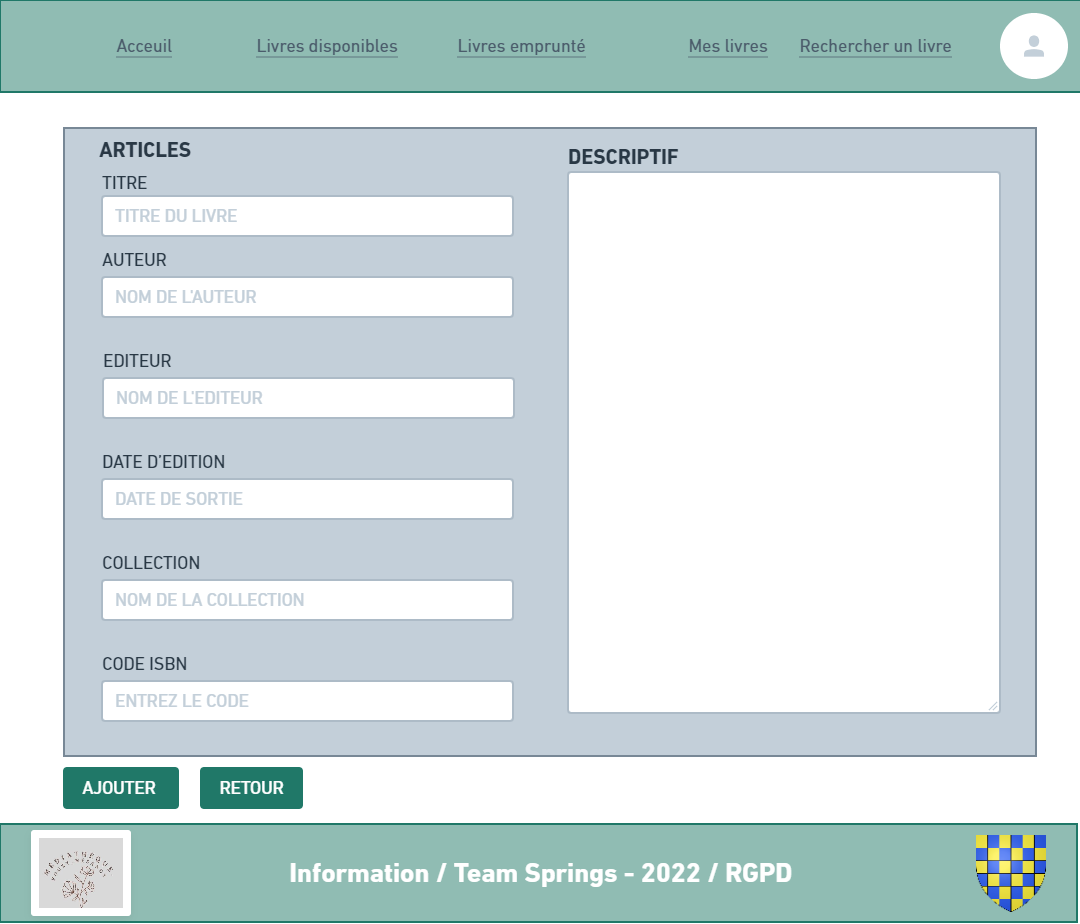 Acceuil
Livres disponibles
Livres emprunté
Mes livres
Rechercher un livre
ARTICLES
TITRE
TITRE DU LIVRE
AUTEUR
NOM DE L'AUTEUR
EDITEUR
NOM DE L'EDITEUR
DATE D'EDITION
DATE DE SORTIE
COLLECTION
NOM DE LA COLLECTION
CODE ISBN
ENTREZ LE CODE
DESCRIPTIF
AJOUTER
RETOUR
MÉDIATHÈQUE
Information / Team Springs - 2022 / RGPD